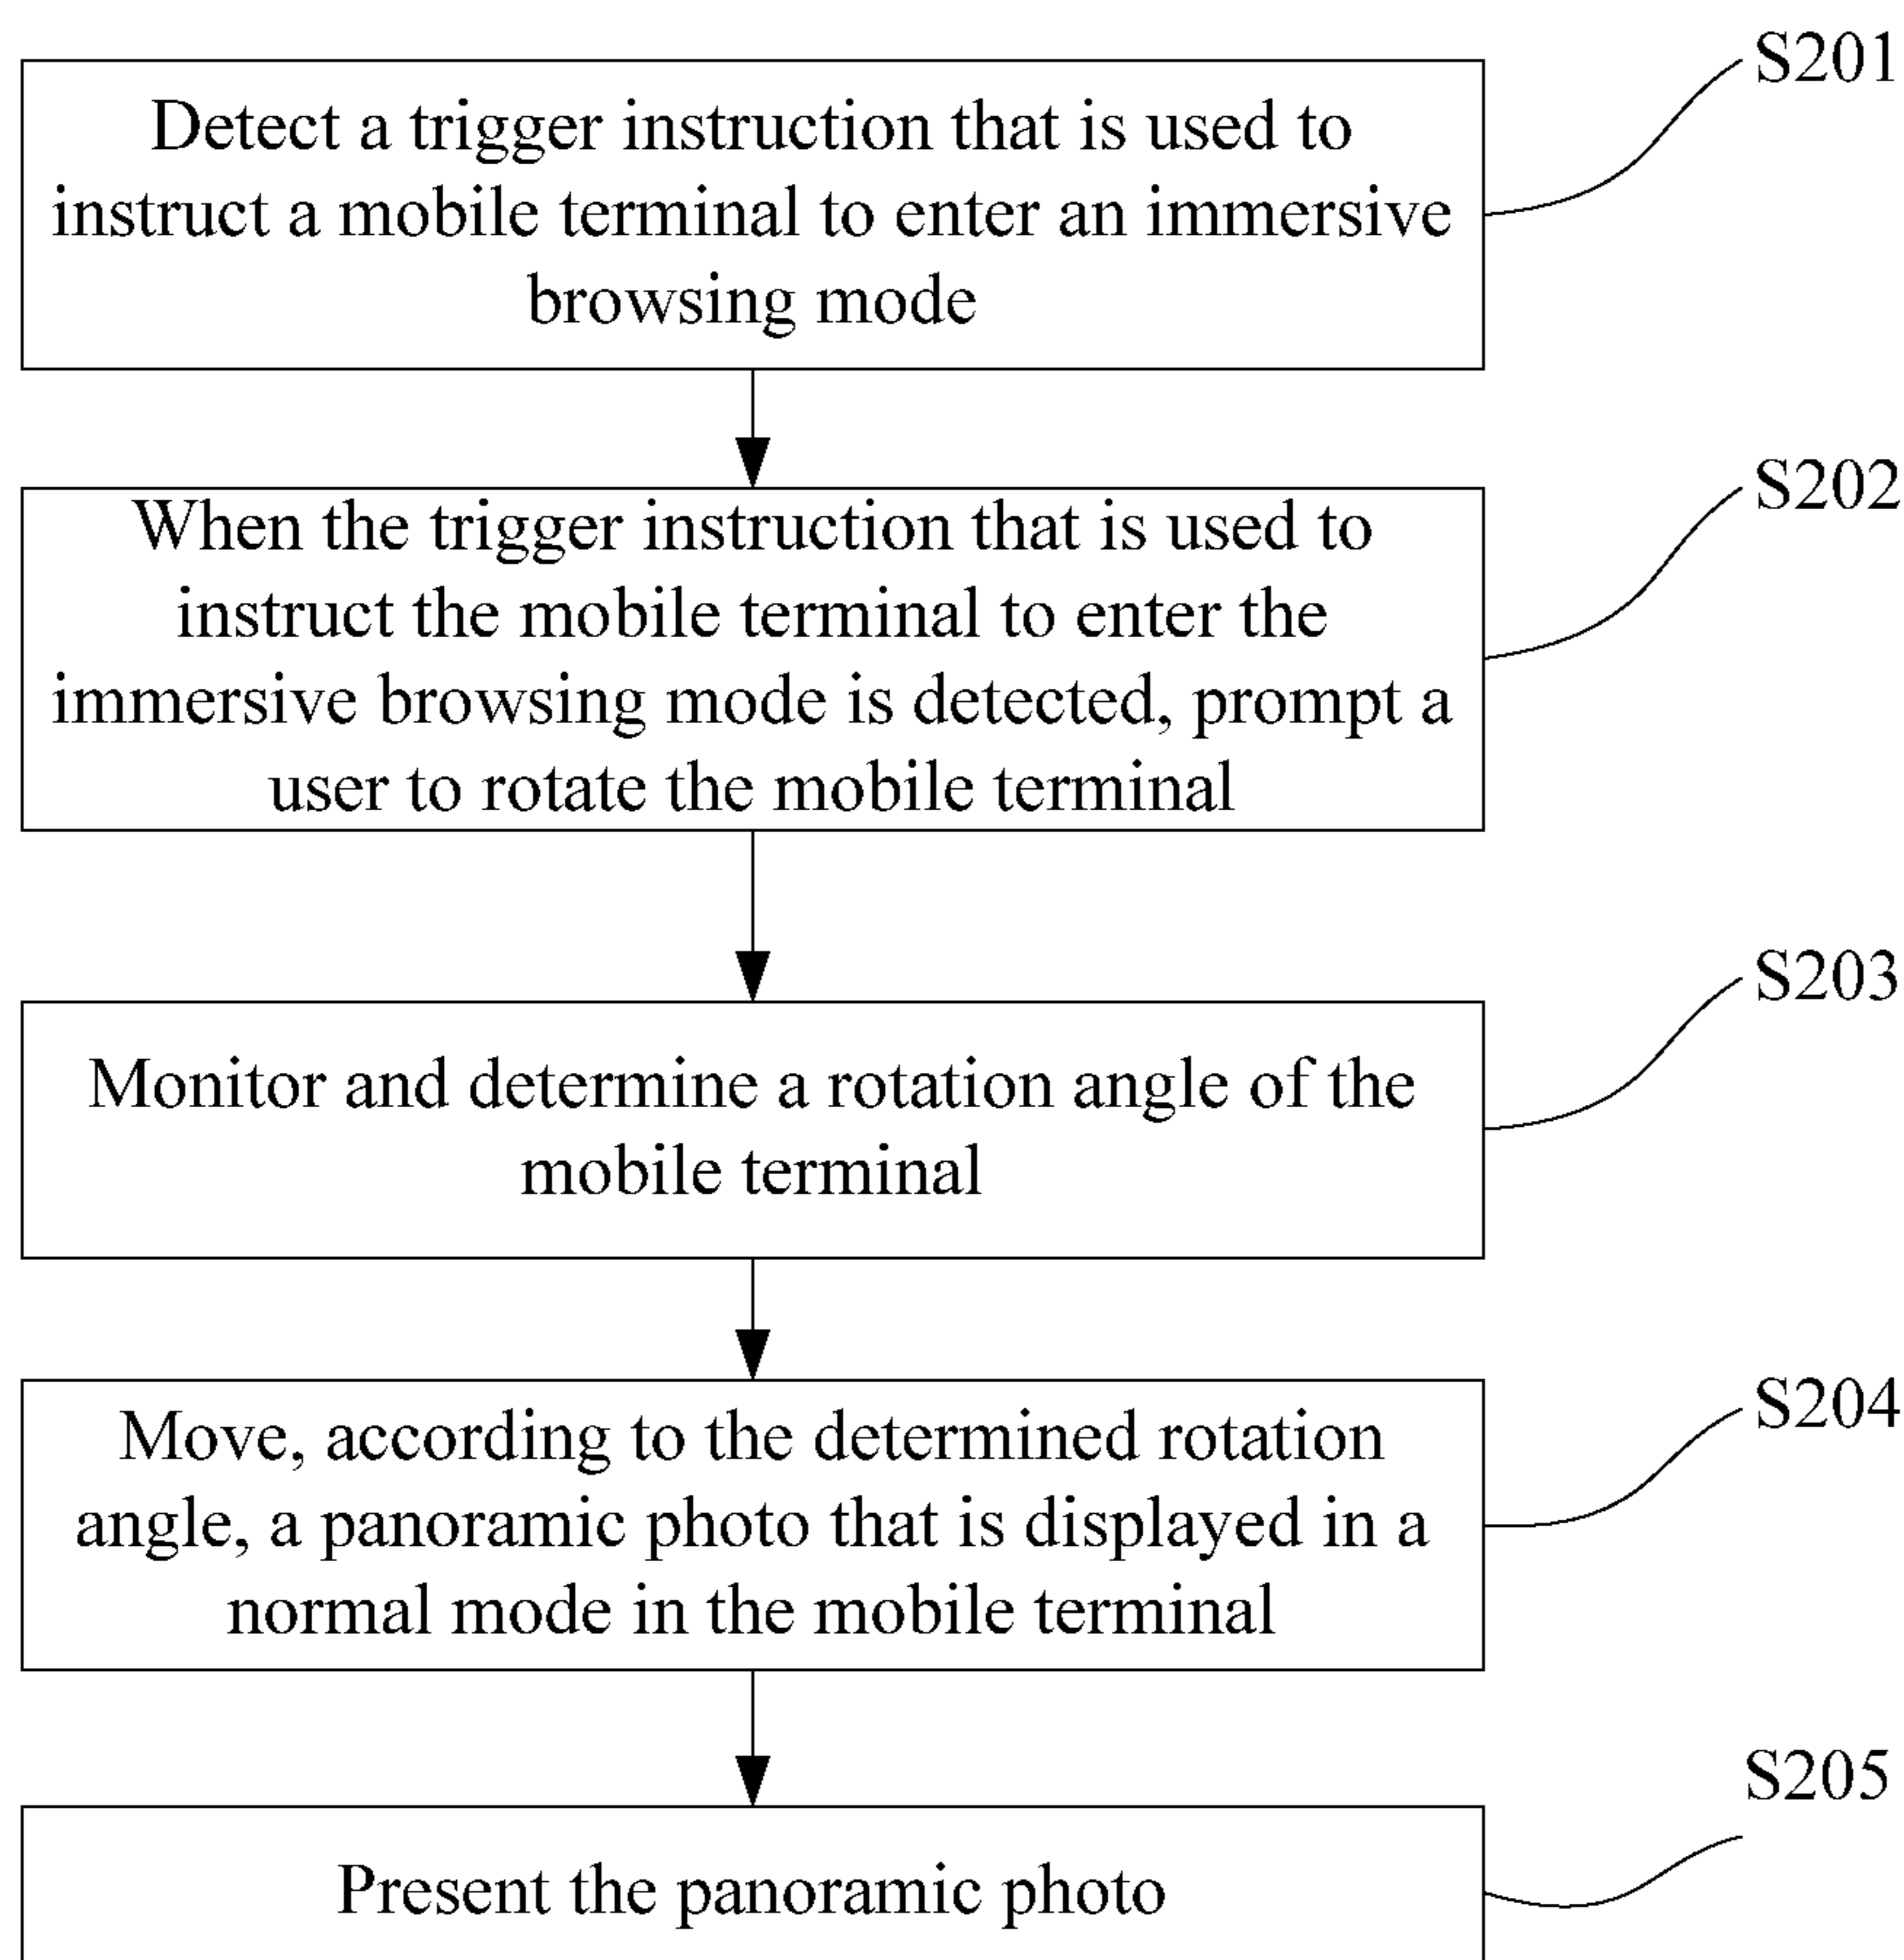 S201
Detect a trigger instruction that is used to
instruct a mobile terminal to enter an immersive
browsing mode
S202
When the trigger instruction that is used to
instruct the mobile terminal to enter the
immersive browsing mode is detected, prompt a
user to rotate the mobile terminal
S203
Monitor and determine a rotation angle of the
mobile terminal
S204
Move, according to the determined rotation
angle, a panoramic photo that is displayed in a
normal mode in the mobile terminal
S205
Present the panoramic photo